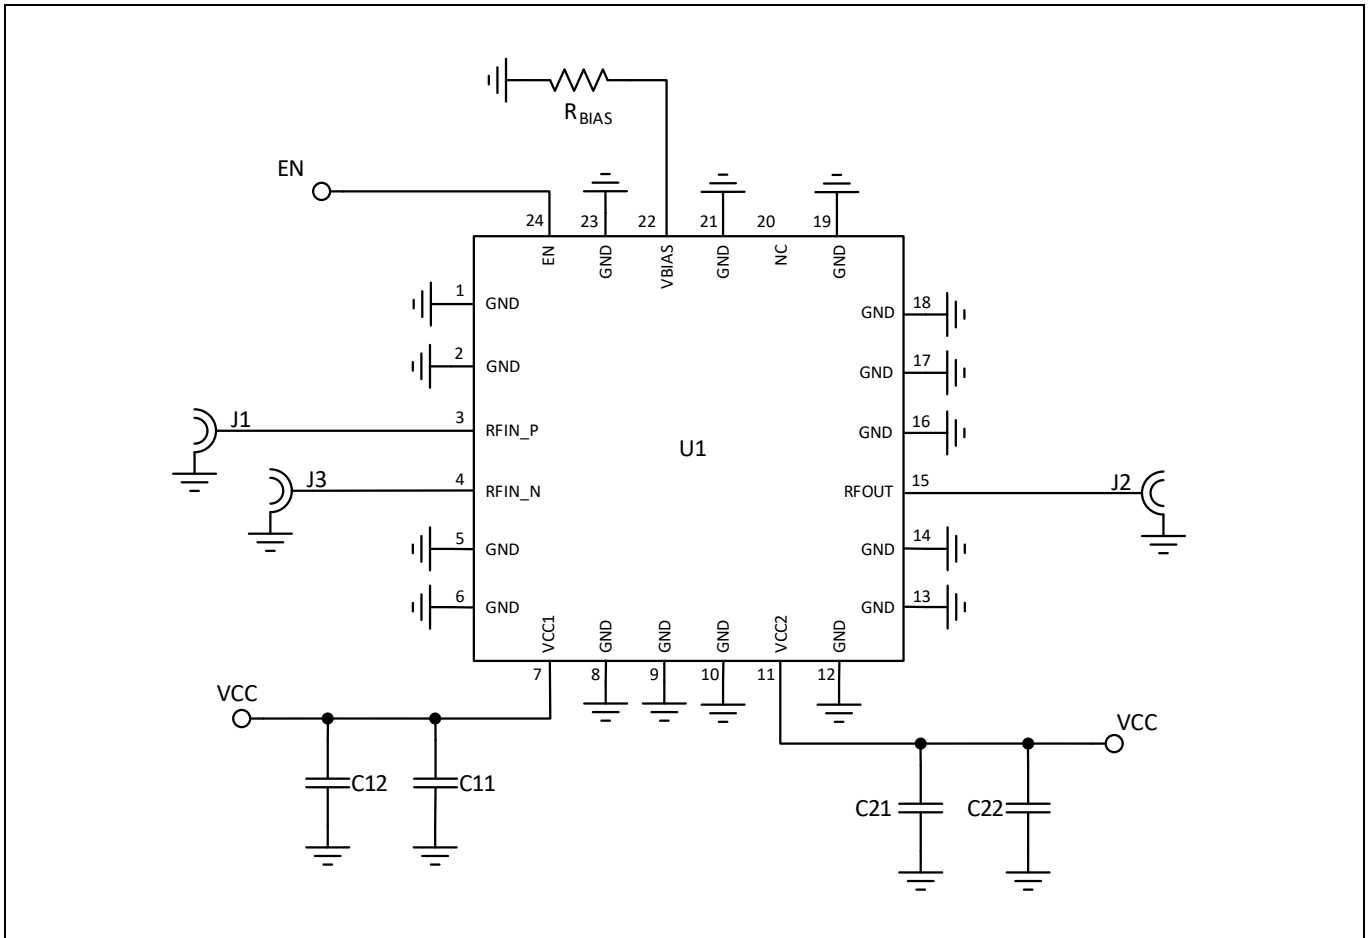 RBIAS
EN
24 23 22 21 20 19
EN GND VBIAS GND NC GND
1 GND
GND 18
2 GND
GND 17
J1 3 RFIN_P
GND 16
U1
J3 4 RFIN_N
RFOUT 15 J2
5 GND
GND 14
6 GND
GND 13
VCC1 GND GND GND VCC2 GND
7 8 9 10 11 12
VCC
VCC
C12 C11
C21 C22